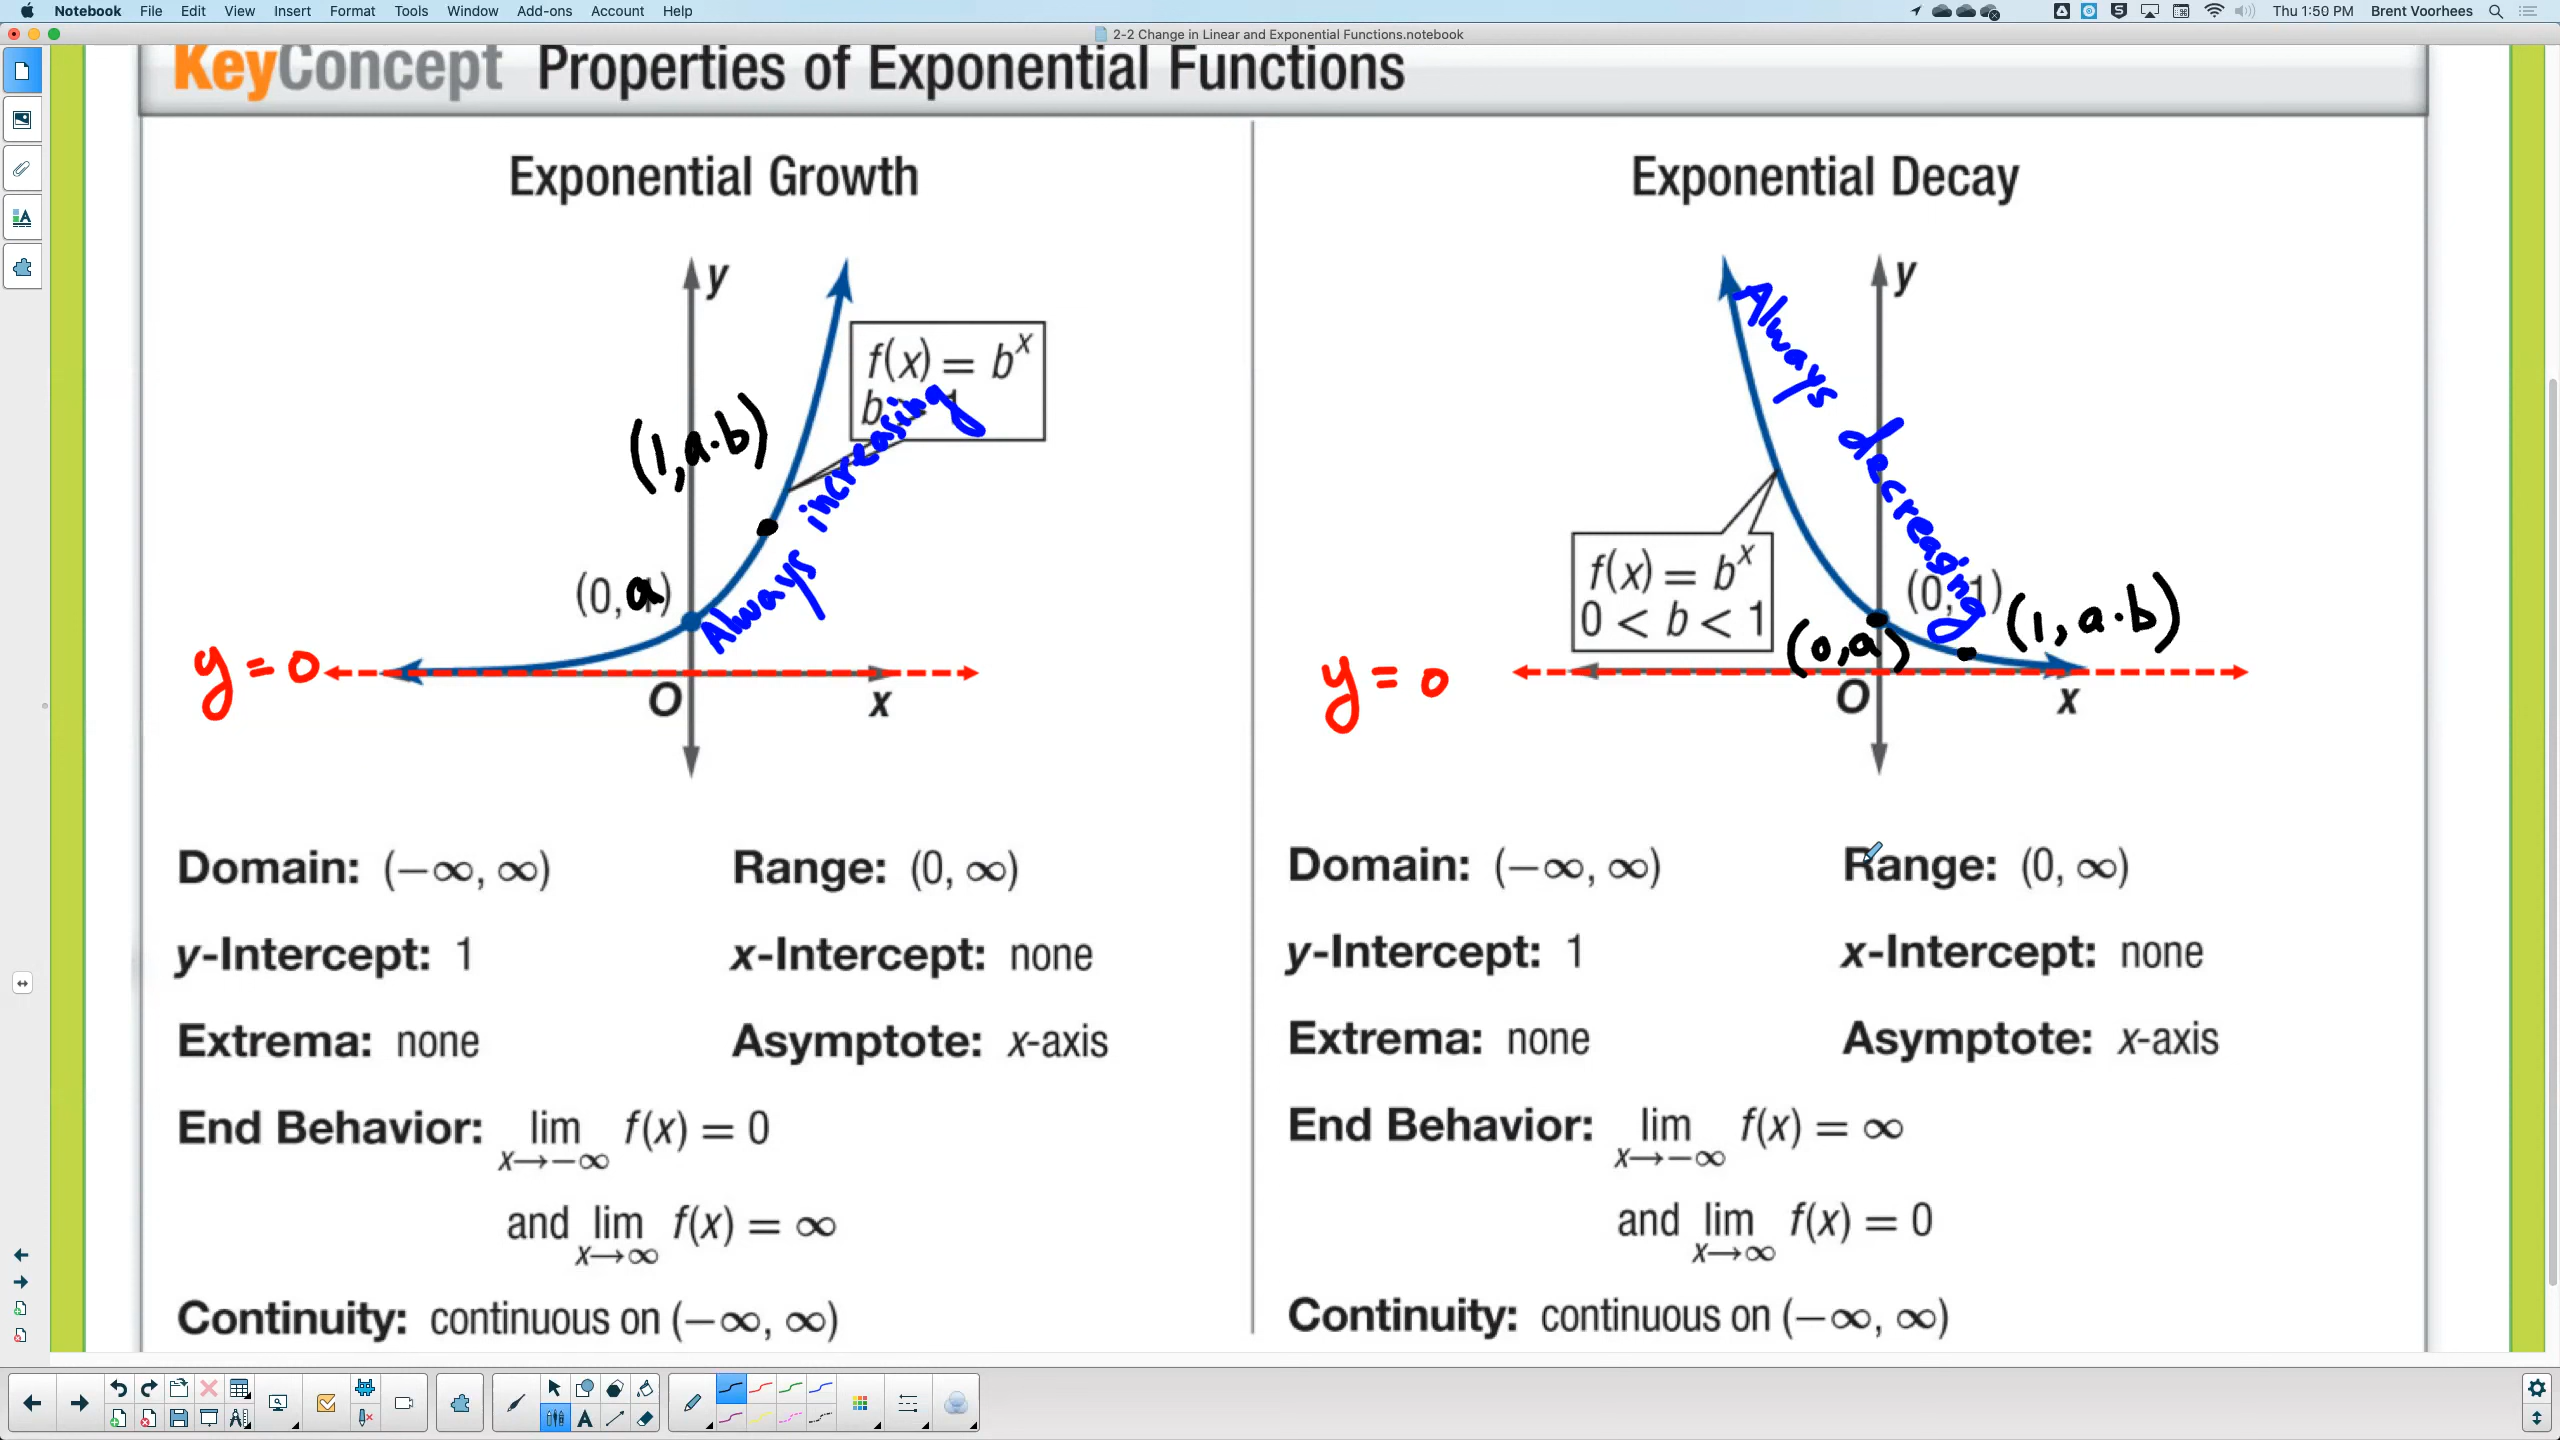 Notebook File Edit View Insert Format Tools Window Add-ons Account Help Thu 1:50 PM Brent Voorhees
2-2 Change in Linear and Exponential Functions.notebook
KeyConcept Properties of Exponential Functions
Exponential Growth
y
f(x) = bˣ
(1, a·b)
Always increasing
(0, a)
y = 0
O
x
Domain: (−∞, ∞) Range: (0, ∞)
y-Intercept: 1 x-Intercept: none
Extrema: none Asymptote: x-axis
End Behavior: lim f(x) = 0
x→−∞
and lim f(x) = ∞
x→∞
Continuity: continuous on (−∞, ∞)
Exponential Decay
y
Always decreasing
f(x) = bˣ
0 < b < 1
(0, 1)
(0, a)
(1, a·b)
y = 0
O
x
Domain: (−∞, ∞) Range: (0, ∞)
y-Intercept: 1 x-Intercept: none
Extrema: none Asymptote: x-axis
End Behavior: lim f(x) = ∞
x→−∞
and lim f(x) = 0
x→∞
Continuity: continuous on (−∞, ∞)